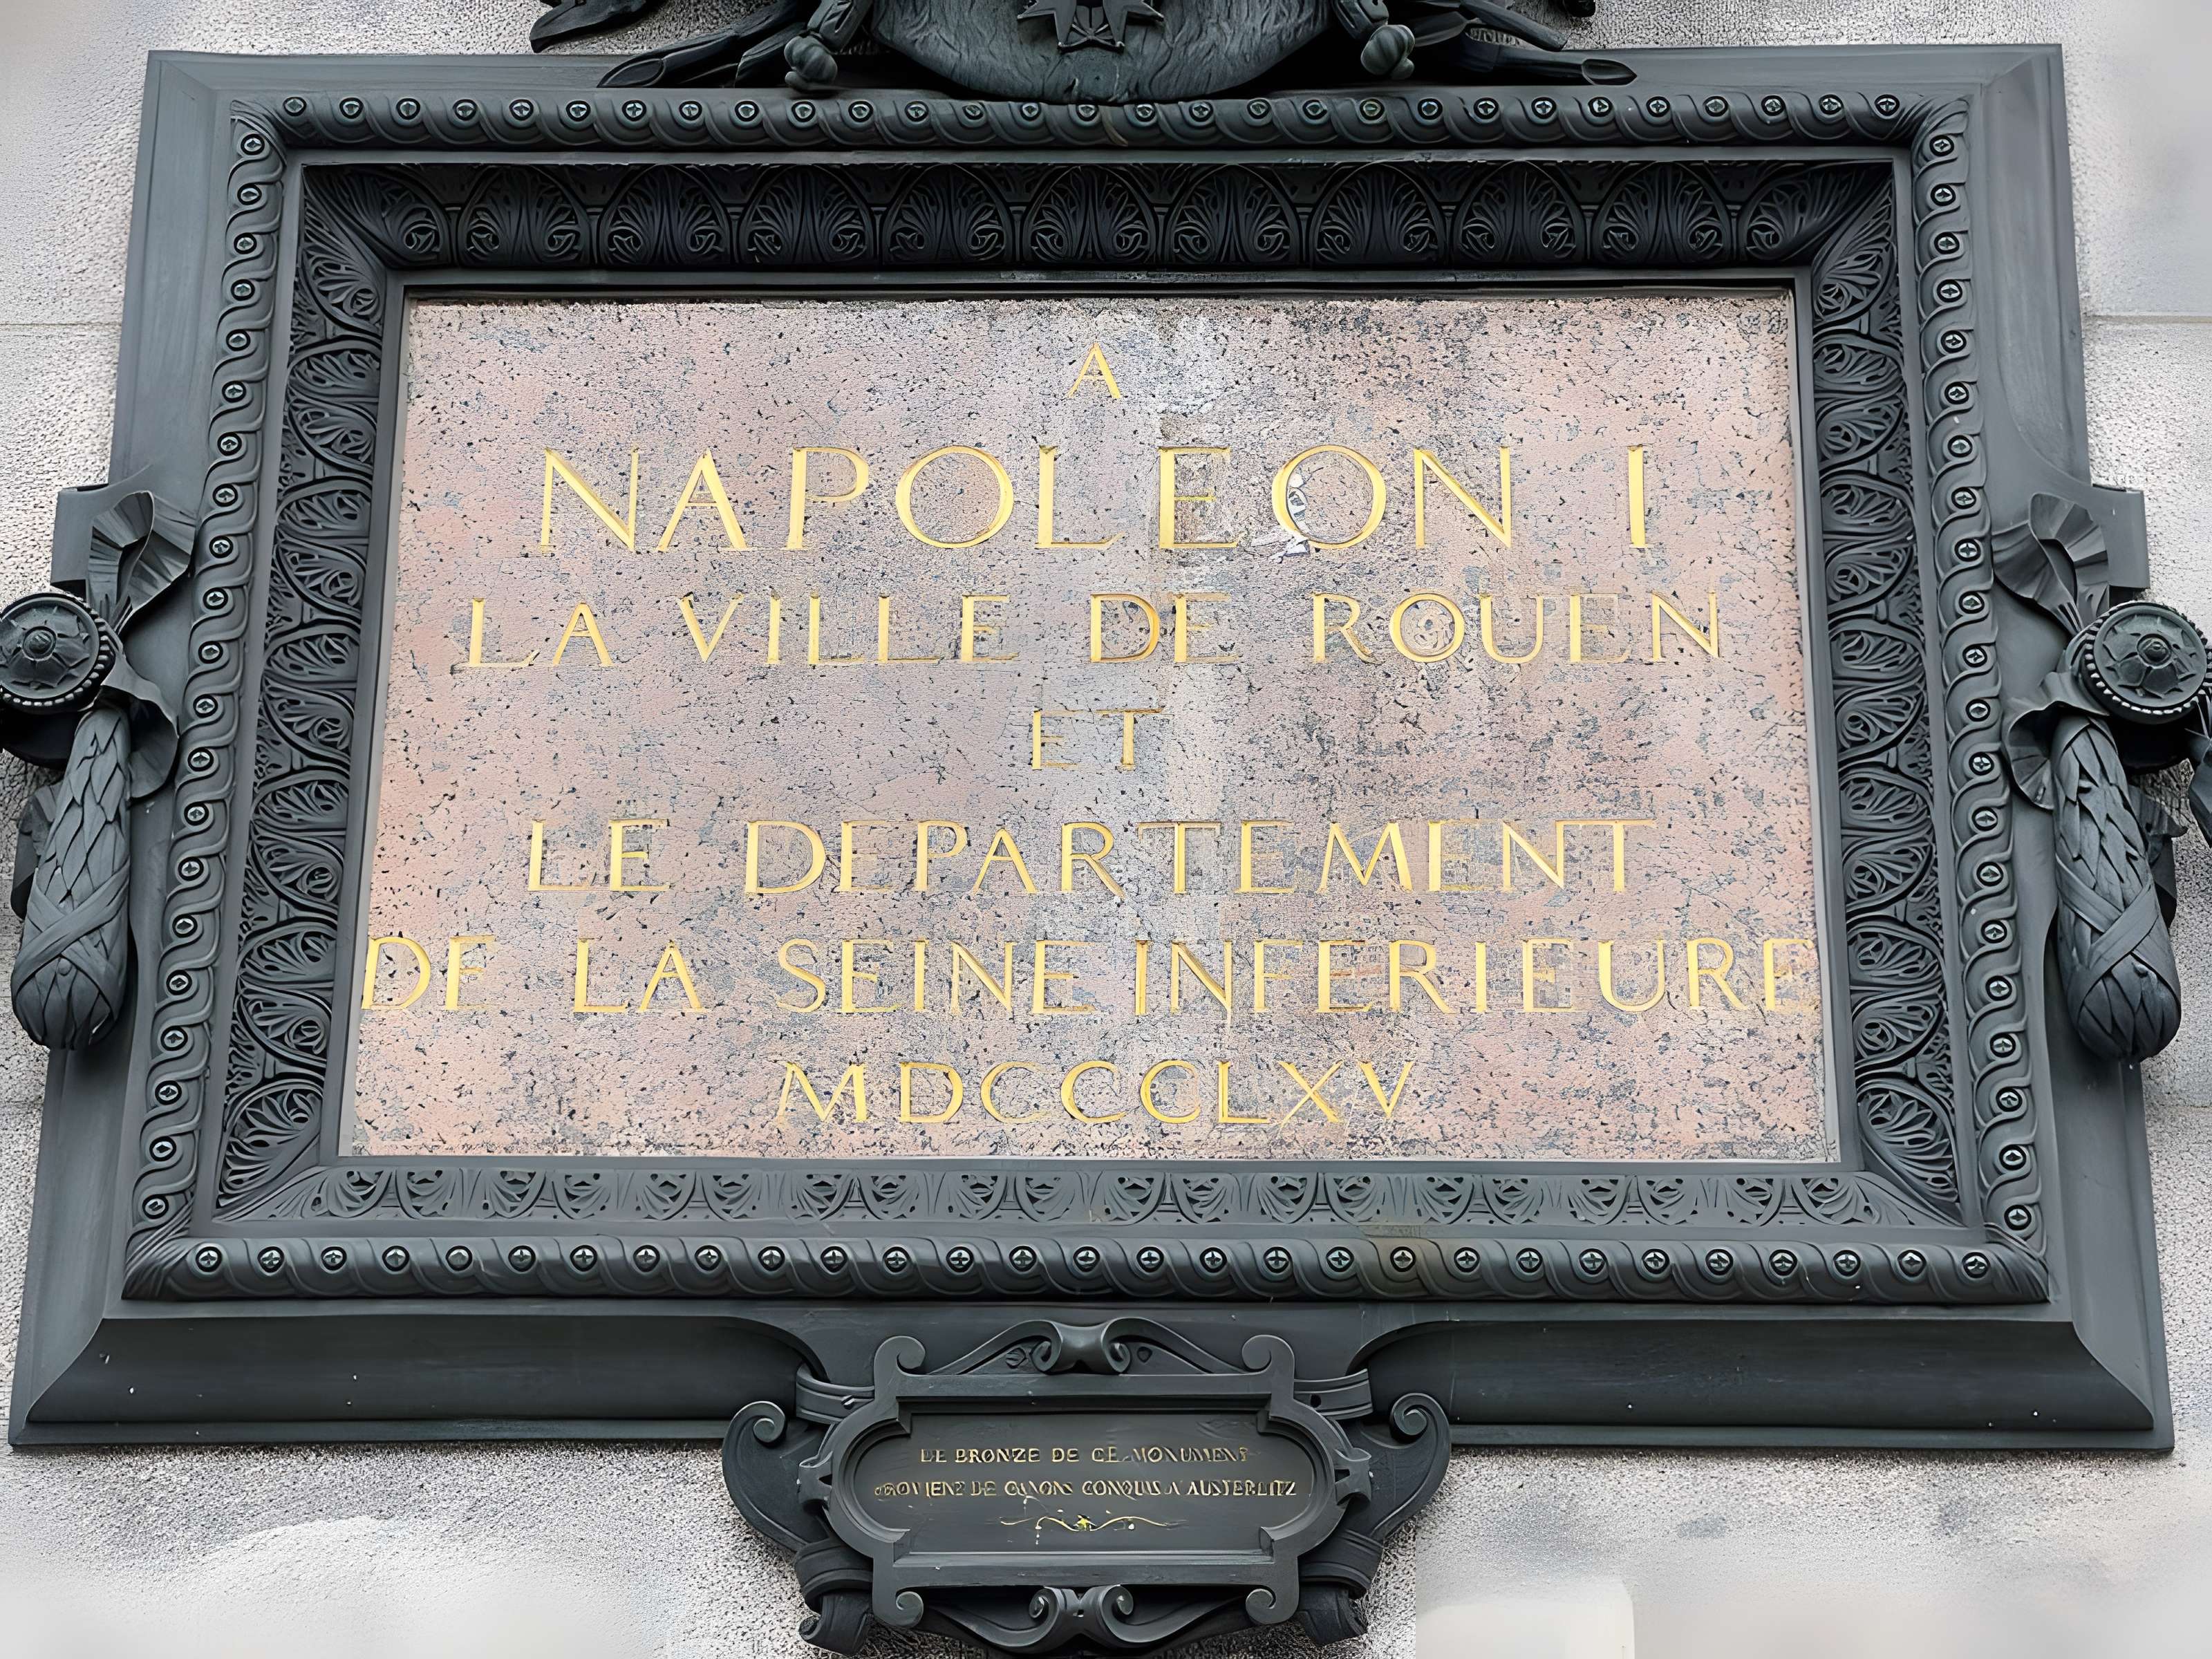 A
NAPOLEON I
LA VILLE DE ROUEN
ET
LE DEPARTEMENT
DE LA SEINE INFERIEURE
MDCCCLXV
LE BRONZE DE CE MONUMENT
PROVIENT DE CANONS CONQUIS A AUSTERLITZ